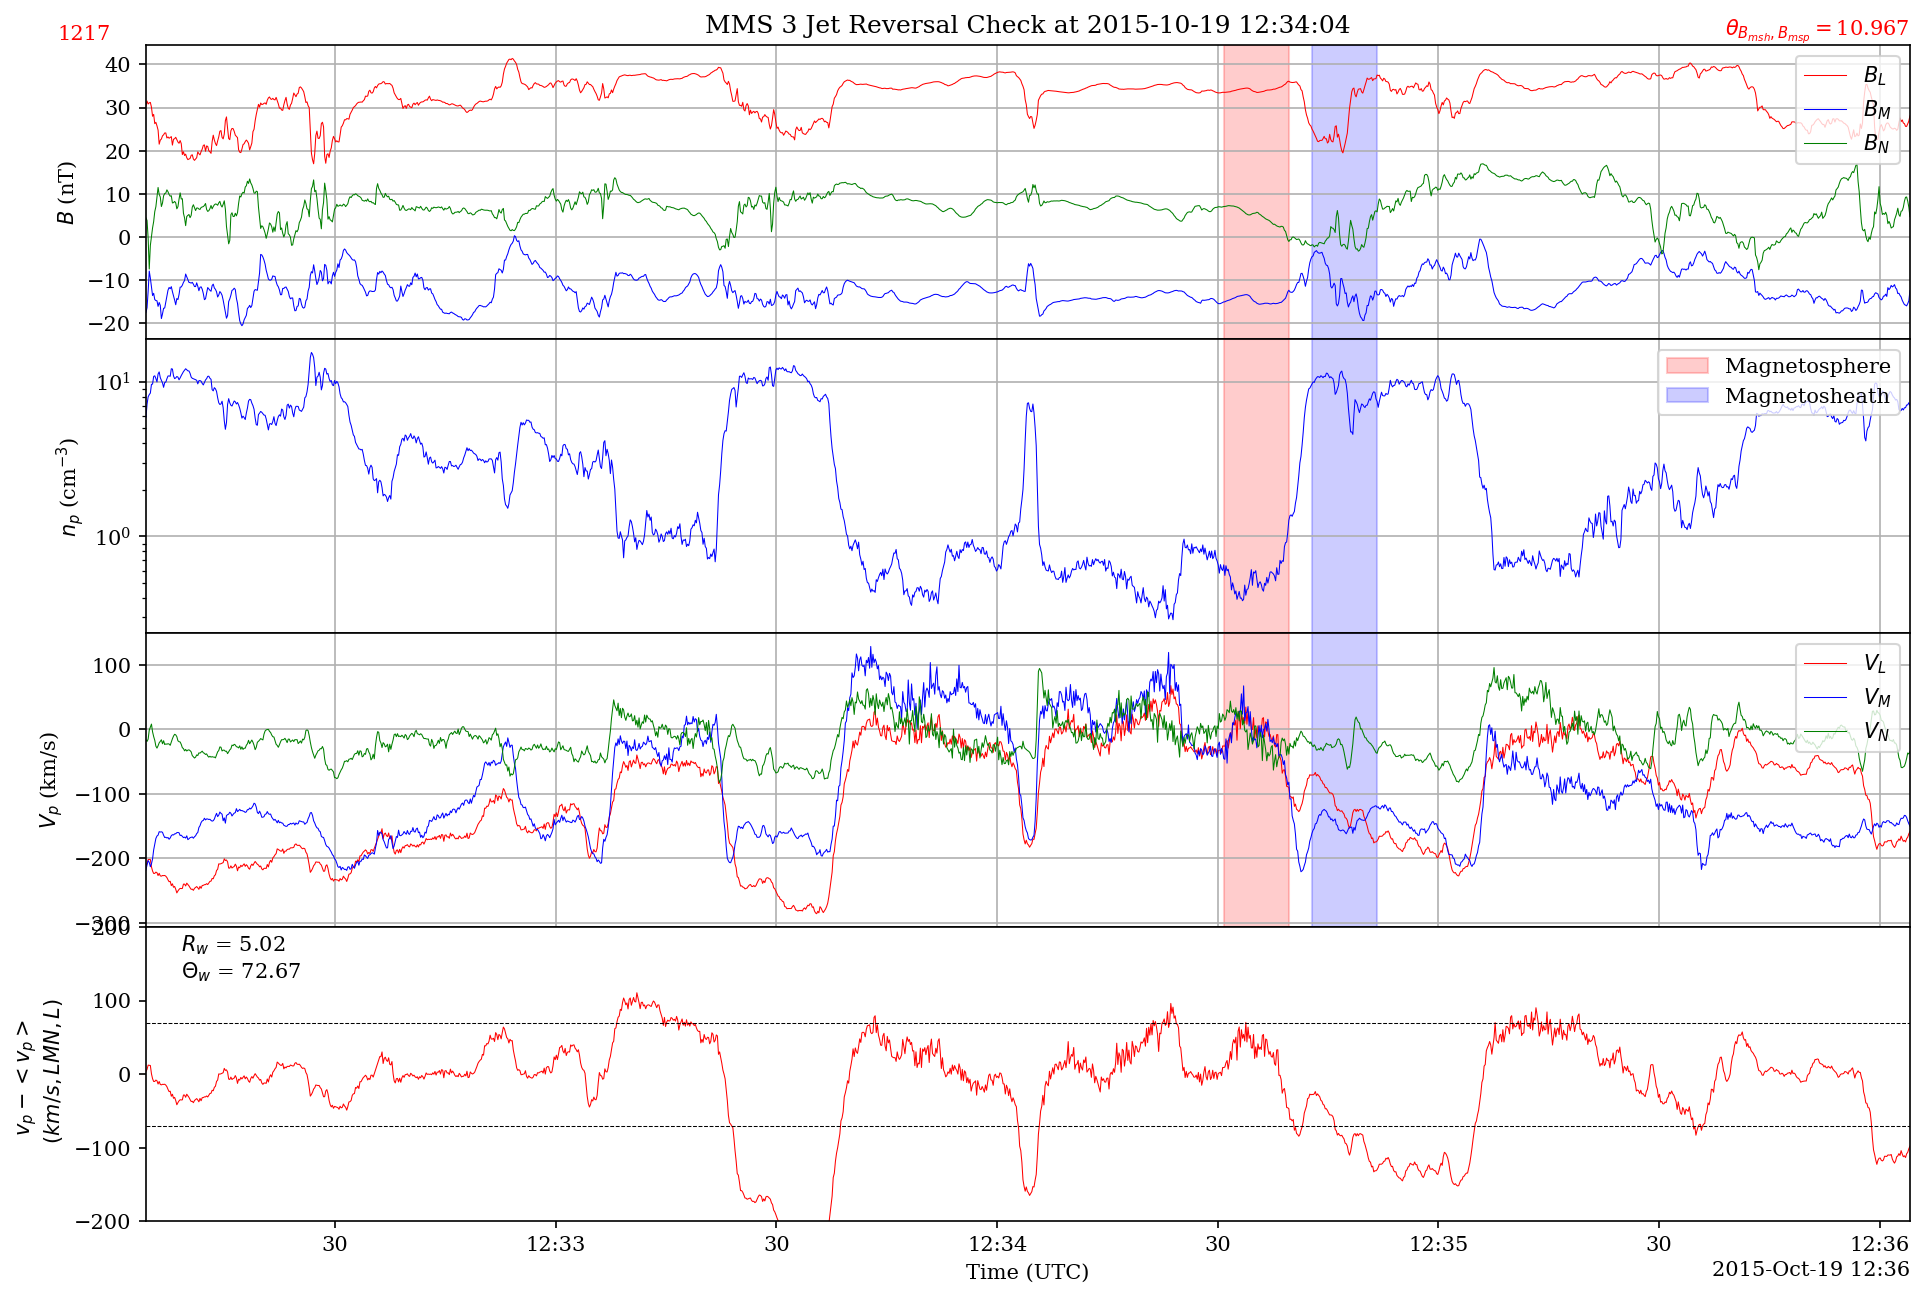 1217
MMS 3 Jet Reversal Check at 2015-10-19 12:34:04
θ_{B_{msh}, B_{msp}} = 10.967
40
30
20
10
0
−10
−20
B (nT)
B_L
B_M
B_N
10^1
10^0
n_p (cm^{-3})
Magnetosphere
Magnetosheath
100
0
−100
−200
−300
V_p (km/s)
V_L
V_M
V_N
200
100
0
−100
−200
v_p − < v_p >
(km/s, LMN, L)
R_w = 5.02
Θ_w = 72.67
30
12:33
30
12:34
30
12:35
30
12:36
Time (UTC)
2015-Oct-19 12:36